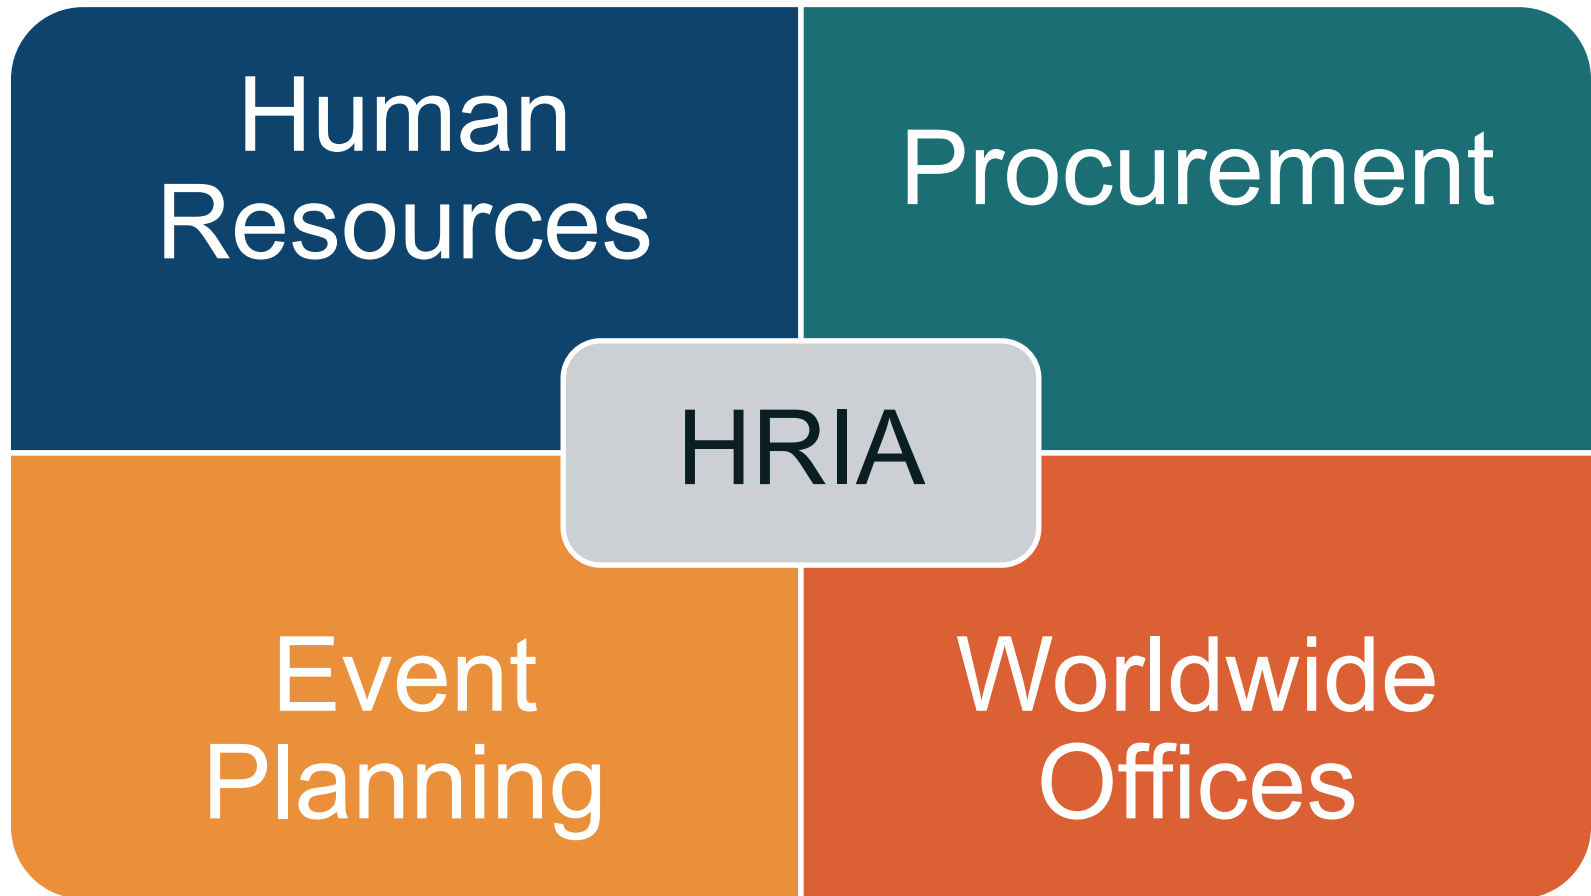 Human
Resources
Procurement
HRIA
Event
Planning
Worldwide
Offices